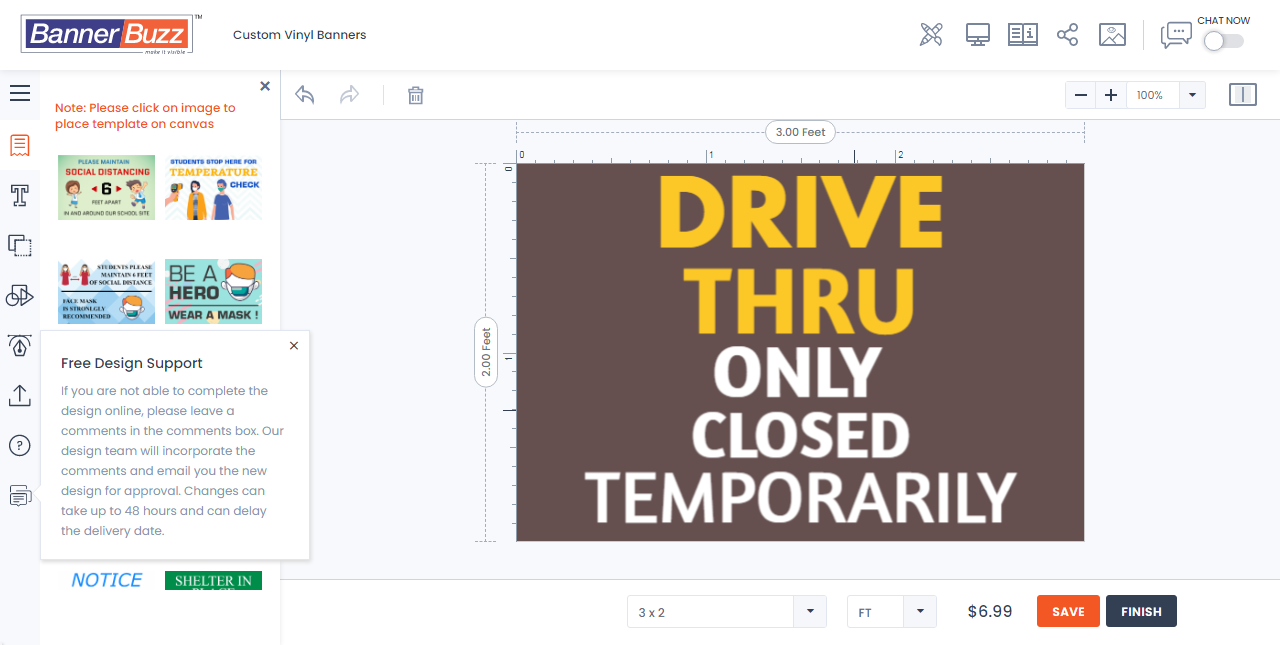 BannerBuzz™
make it visible
Custom Vinyl Banners
CHAT NOW
Note: Please click on image to
place template on canvas
100%
PLEASE MAINTAIN
SOCIAL DISTANCING
6
FEET APART
IN AND AROUND OUR SCHOOL SITE
STUDENTS STOP HERE FOR
TEMPERATURE
CHECK
STUDENTS PLEASE
MAINTAIN 6 FEET
OF SOCIAL DISTANCE
FACE MASK
IS STRONLGY
RECOMMENDED
BE A
HERO
WEAR A MASK !
Free Design Support
If you are not able to complete the
design online, please leave a
comments in the comments box. Our
design team will incorporate the
comments and email you the new
design for approval. Changes can
take up to 48 hours and can delay
the delivery date.
NOTICE
SHELTER IN
PLACE
3.00 Feet
0 1 2
0
1
2.00 Feet
DRIVE
THRU
ONLY
CLOSED
TEMPORARILY
3 x 2
FT
$6.99
SAVE
FINISH